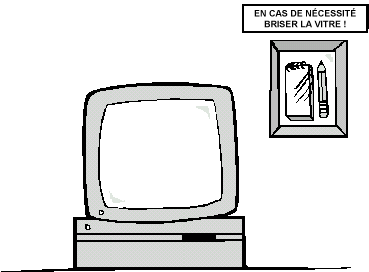 EN CAS DE NÉCESSITÉ
BRISER LA VITRE !